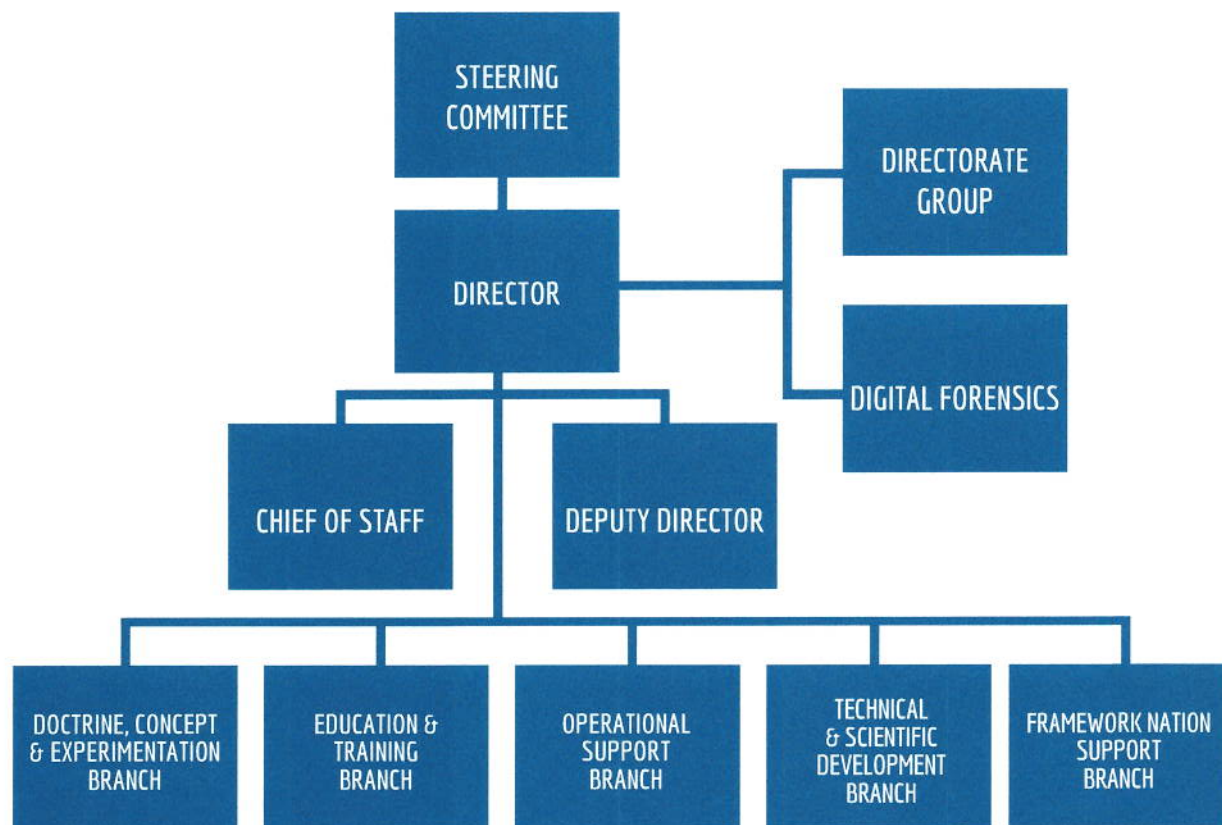 STEERING
COMMITTEE
DIRECTORATE
GROUP
DIRECTOR
DIGITAL FORENSICS
CHIEF OF STAFF
DEPUTY DIRECTOR
DOCTRINE, CONCEPT
& EXPERIMENTATION
BRANCH
EDUCATION &
TRAINING
BRANCH
OPERATIONAL
SUPPORT
BRANCH
TECHNICAL
& SCIENTIFIC
DEVELOPMENT
BRANCH
FRAMEWORK NATION
SUPPORT
BRANCH